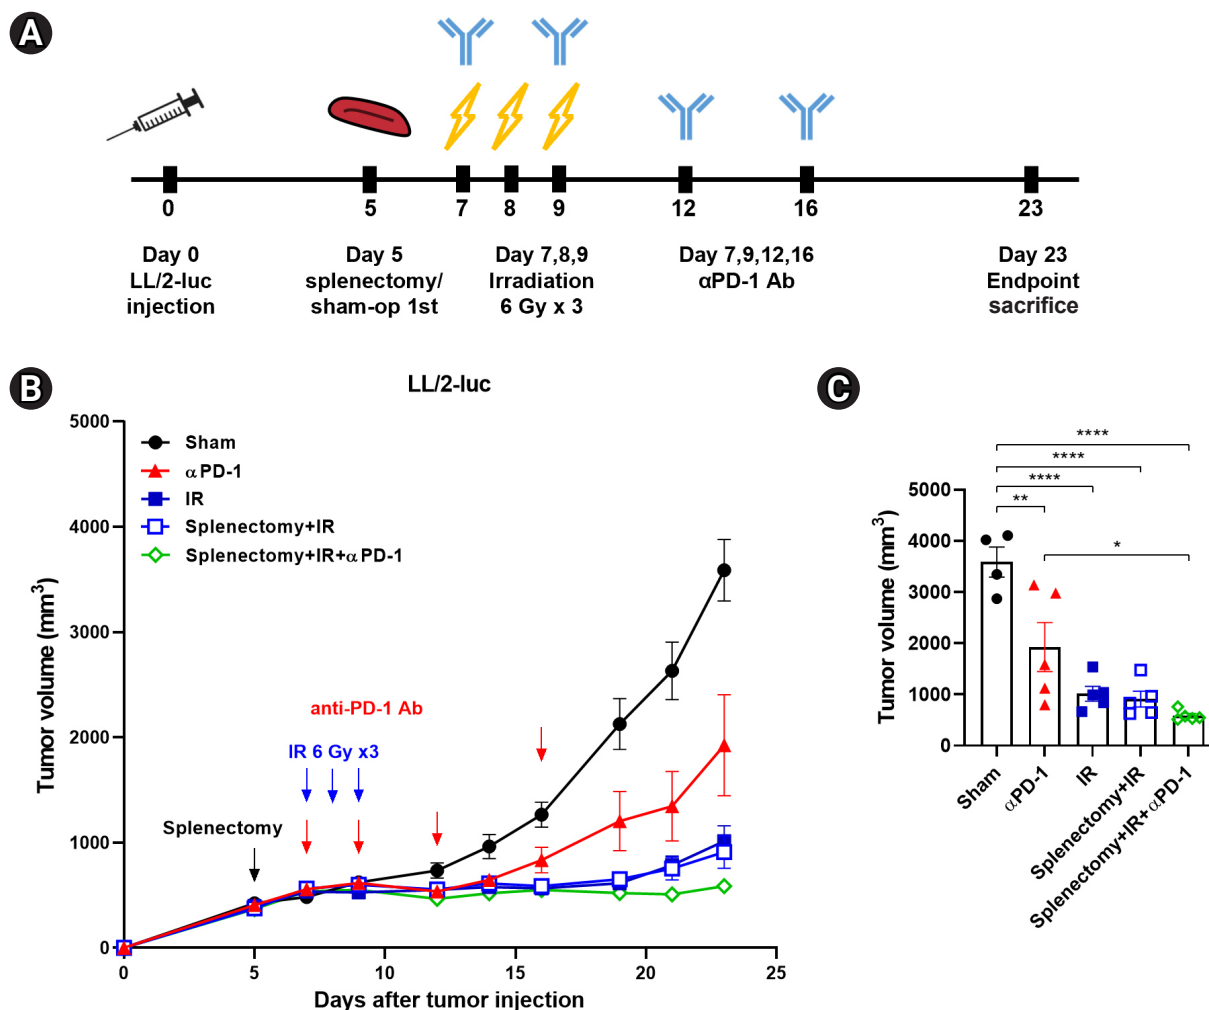 A
0
5
7
8
9
12
16
23
Day 0
LL/2-luc
injection
Day 5
splenectomy/
sham-op 1st
Day 7,8,9
Irradiation
6 Gy x 3
Day 7,9,12,16
αPD-1 Ab
Day 23
Endpoint
sacrifice
B
LL/2-luc
Tumor volume (mm³)
5000
4000
3000
2000
1000
0
Sham
αPD-1
IR
Splenectomy+IR
Splenectomy+IR+αPD-1
anti-PD-1 Ab
IR 6 Gy x3
Splenectomy
0
5
10
15
20
25
Days after tumor injection
C
****
****
****
**
*
Tumor volume (mm³)
5000
4000
3000
2000
1000
0
Sham
αPD-1
IR
Splenectomy+IR
Splenectomy+IR+αPD-1